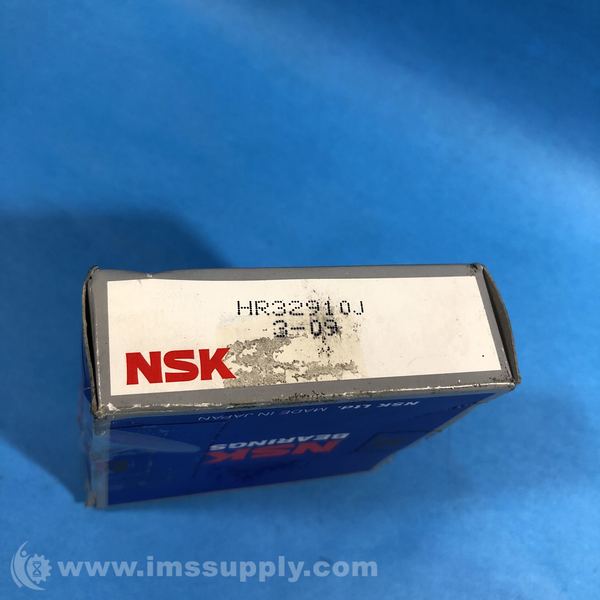 HR32910J
3-09
NSK
NSK Ltd. MADE IN JAPAN
NSK
BEARINGS
www.imssupply.com